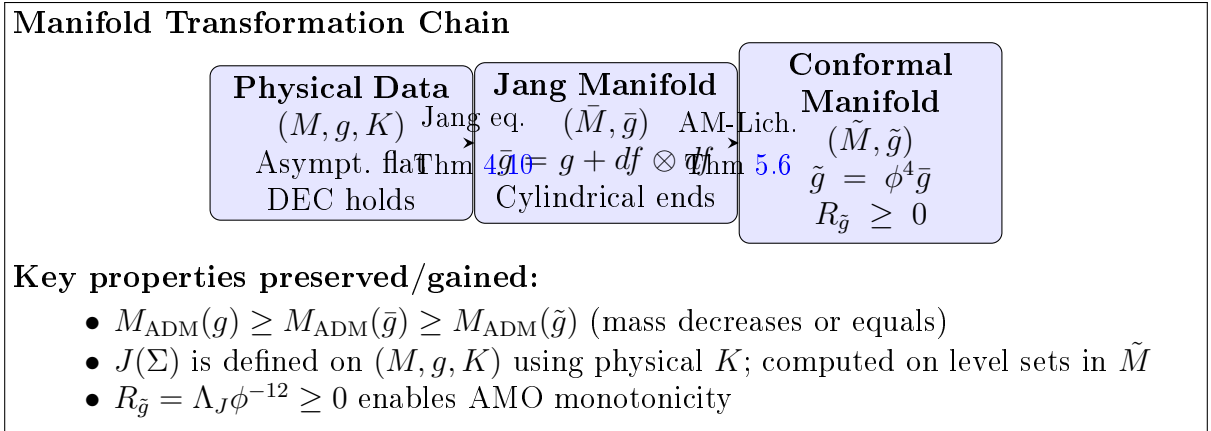 Manifold Transformation Chain
Physical Data
(M, g, K)
Asympt. flat
DEC holds
Jang eq.
Thm 4.10
Jang Manifold
(M̄, ḡ)
ḡ = g + df ⊗ df
Cylindrical ends
AM-Lich.
Thm 5.6
Conformal
Manifold
(M̃, g̃)
g̃ = ϕ⁴ḡ
R_g̃ ≥ 0
Key properties preserved/gained:
• M_ADM(g) ≥ M_ADM(ḡ) ≥ M_ADM(g̃) (mass decreases or equals)
• J(Σ) is defined on (M, g, K) using physical K; computed on level sets in M̃
• R_g̃ = Λ_J ϕ⁻¹² ≥ 0 enables AMO monotonicity